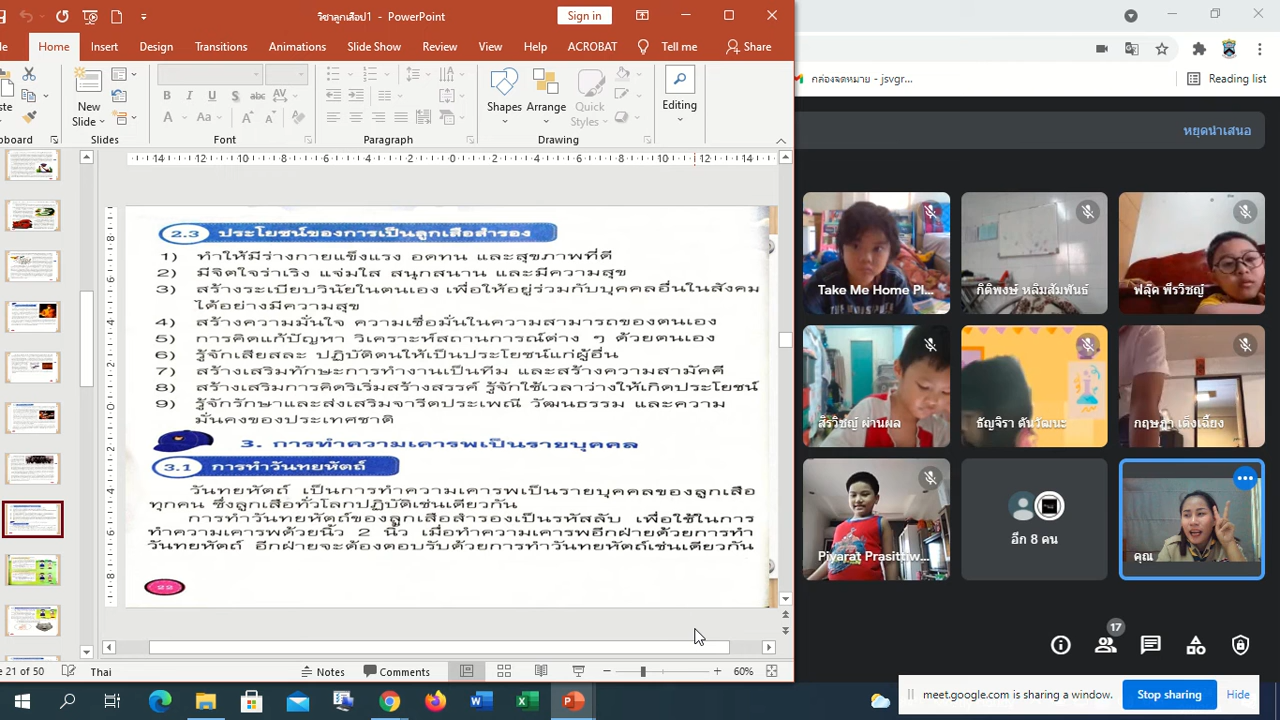 วิชาลูกเสือป1 - PowerPoint
Sign in
Home Insert Design Transitions Animations Slide Show Review View Help ACROBAT Tell me Share
New
Slide
Shapes Arrange Quick
Styles
Editing
Slides Font Paragraph Drawing
กล่องจดหมาย - jsvgr...
Reading list
หยุดนำเสนอ
2.3 ประโยชน์ของการเป็นลูกเสือสำรอง
1) ทำให้มีร่างกายแข็งแรง อดทน และสุขภาพที่ดี
2) มีจิตใจร่าเริง แจ่มใส สนุกสนาน และมีความสุข
3) สร้างระเบียบวินัยในตนเอง เพื่อให้อยู่ร่วมกับบุคคลอื่นในสังคม
ได้อย่างมีความสุข
4) สร้างความมั่นใจ ความเชื่อมั่นในความสามารถของตนเอง
5) การคิดแก้ปัญหา วิเคราะห์สถานการณ์ต่าง ๆ ด้วยตนเอง
6) รู้จักเสียสละ ปฏิบัติตนให้เป็นประโยชน์แก่ผู้อื่น
7) สร้างเสริมทักษะการทำงานเป็นทีม และสร้างความสามัคคี
8) สร้างเสริมการคิดริเริ่มสร้างสรรค์ รู้จักใช้เวลาว่างให้เกิดประโยชน์
9) รู้จักรักษาและส่งเสริมจารีตประเพณี วัฒนธรรม และความ
มั่นคงของประเทศชาติ
3. การทำความเคารพเป็นรายบุคคล
3.1 การทำวันทยหัตถ์
วันทยหัตถ์ เป็นการทำความเคารพเป็นรายบุคคลของลูกเสือ
ทุกคน ซึ่งลูกเสือทั่วโลกปฏิบัติเช่นเดียวกัน
การทำวันทยหัตถ์ของลูกเสือสำรองเป็นรหัสลับ เพื่อใช้ในการ
ทำความเคารพด้วยนิ้ว 2 นิ้ว เมื่อทำความเคารพอีกฝ่ายด้วยการทำ
วันทยหัตถ์ อีกฝ่ายจะต้องตอบรับด้วยการทำวันทยหัตถ์เช่นเดียวกัน
22
Take Me Home Pl...
กิติพงษ์ หลิมสัมพันธ์
ฟลุ๊ค พีรวิชญ์
สิรวิชญ์ ผ่านผล
ธัญจิรา ตันวัฒนะ
กฤษฎา เต็งเฉี้ยง
Piyarat Prasittiw...
อีก 8 คน
คุณ
17
21 of 50 Thai Notes Comments 60%
meet.google.com is sharing a window. Stop sharing Hide